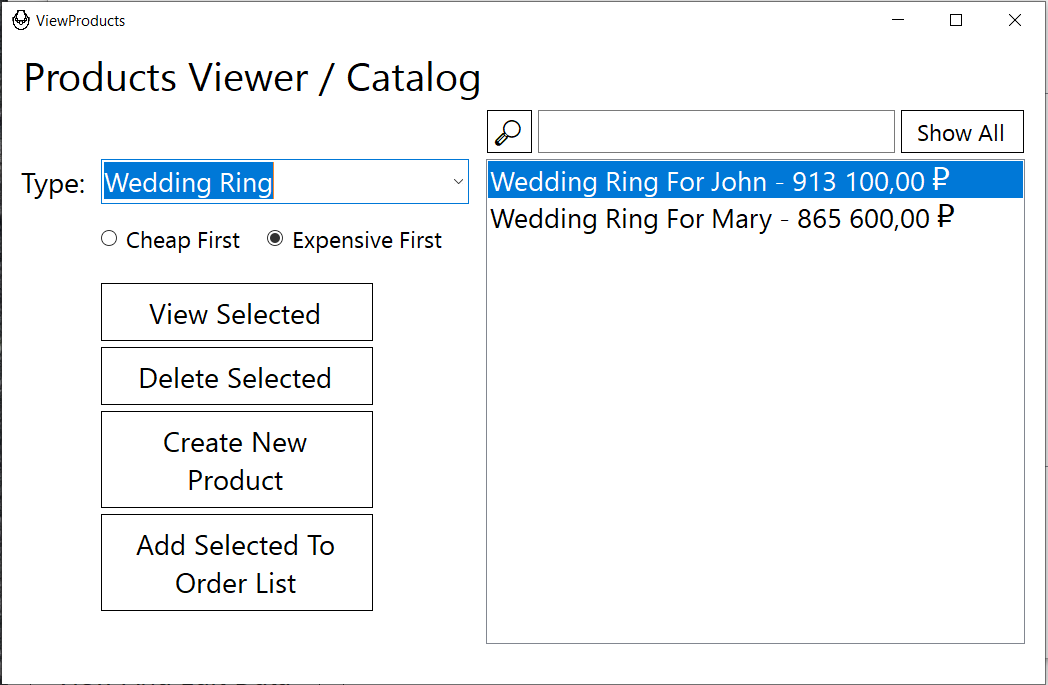 ViewProducts
Products Viewer / Catalog
Show All
Type: Wedding Ring
Cheap First
Expensive First
Wedding Ring For John - 913 100,00 ₽
Wedding Ring For Mary - 865 600,00 ₽
View Selected
Delete Selected
Create New
Product
Add Selected To
Order List